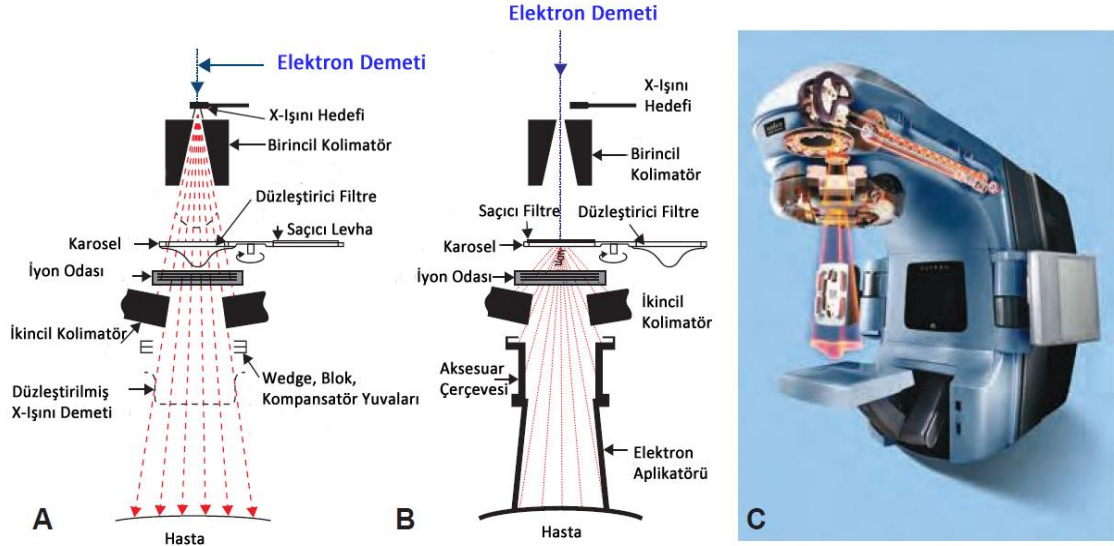 Elektron Demeti
X-Işını Hedefi
Birincil Kolimatör
Düzleştirici Filtre
Saçıcı Levha
Karosel
İyon Odası
İkincil Kolimatör
Wedge, Blok,
Kompansatör Yuvaları
Düzleştirilmiş
X-Işını Demeti
A
Hasta
Elektron Demeti
X-Işını
Hedefi
Birincil
Kolimatör
Saçıcı Filtre
Düzleştirici Filtre
Karosel
İyon Odası
İkincil
Kolimatör
Aksesuar
Çerçevesi
Elektron
Aplikatörü
B
Hasta
C